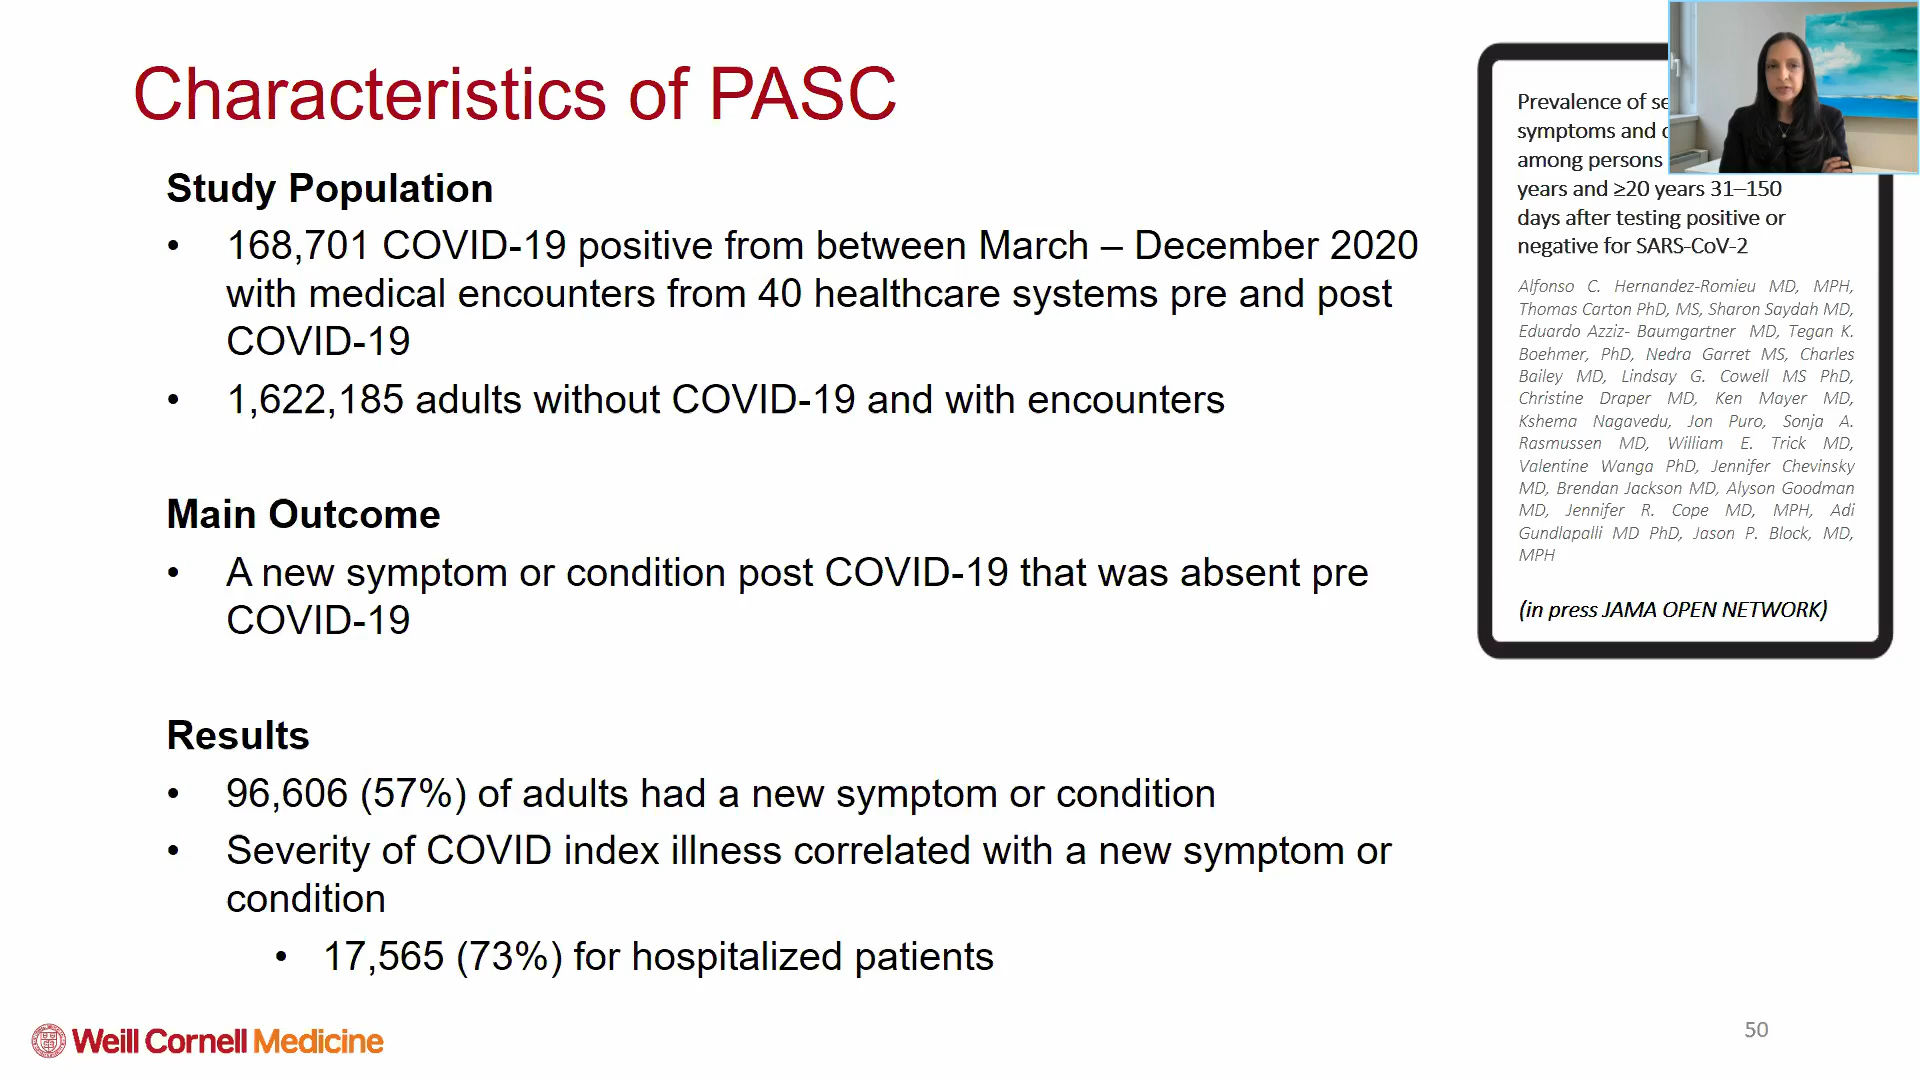 Characteristics of PASC
Study Population
• 168,701 COVID-19 positive from between March – December 2020
with medical encounters from 40 healthcare systems pre and post
COVID-19
• 1,622,185 adults without COVID-19 and with encounters
Main Outcome
• A new symptom or condition post COVID-19 that was absent pre
COVID-19
Results
• 96,606 (57%) of adults had a new symptom or condition
• Severity of COVID index illness correlated with a new symptom or
condition
• 17,565 (73%) for hospitalized patients
Prevalence of
symptoms and
among persons
years and ≥20 years 31–150
days after testing positive or
negative for SARS-CoV-2
Alfonso C. Hernandez-Romieu MD, MPH,
Thomas Carton PhD, MS, Sharon Saydah MD,
Eduardo Azziz- Baumgartner MD, Tegan K.
Boehmer, PhD, Nedra Garret MS, Charles
Bailey MD, Lindsay G. Cowell MS PhD,
Christine Draper MD, Ken Mayer MD,
Kshema Nagavedu, Jon Puro, Sonja A.
Rasmussen MD, William E. Trick MD,
Valentine Wanga PhD, Jennifer Chevinsky
MD, Brendan Jackson MD, Alyson Goodman
MD, Jennifer R. Cope MD, MPH, Adi
Gundlapalli MD PhD, Jason P. Block, MD,
MPH
(in press JAMA OPEN NETWORK)
Weill Cornell Medicine
50